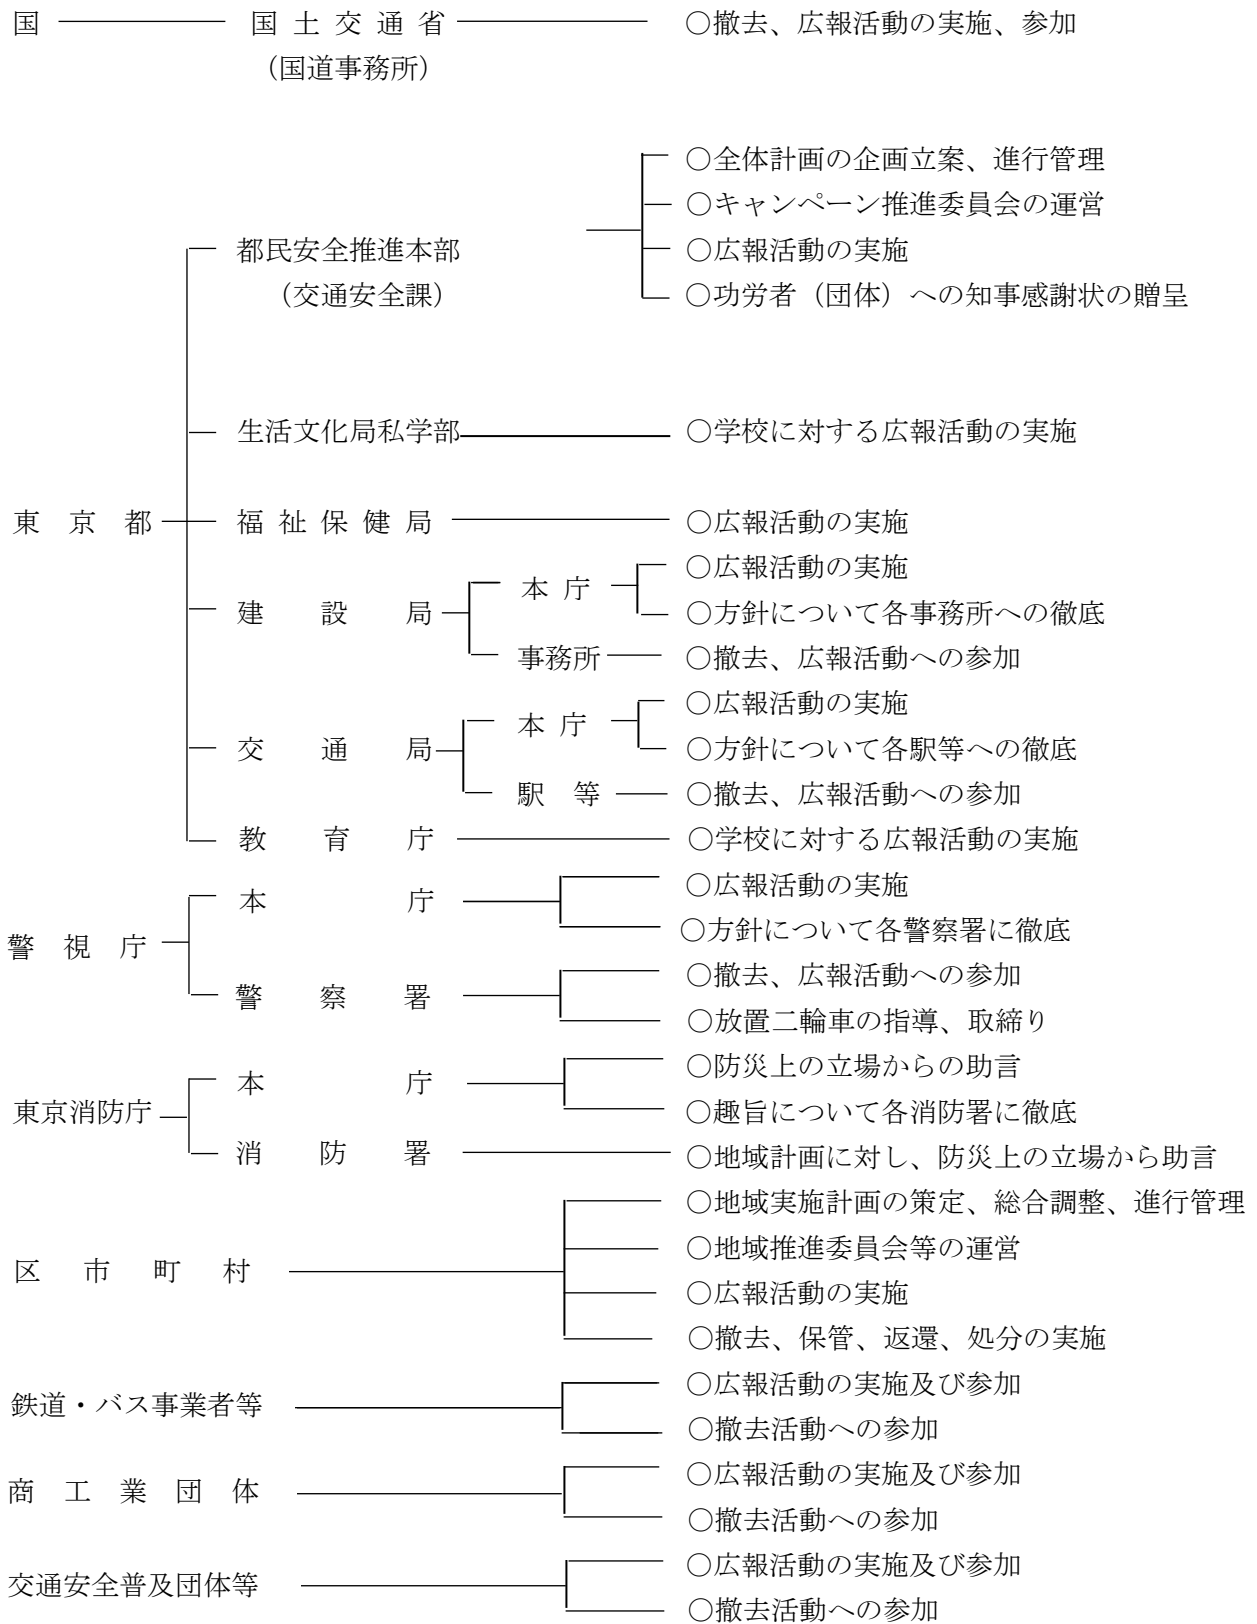 国 国土交通省 ○撤去、広報活動の実施、参加
（国道事務所）
○全体計画の企画立案、進行管理
○キャンペーン推進委員会の運営
都民安全推進本部 ○広報活動の実施
（交通安全課） ○功労者（団体）への知事感謝状の贈呈
生活文化局私学部 ○学校に対する広報活動の実施
東京都 福祉保健局 ○広報活動の実施
○広報活動の実施
建設局 本庁 ○方針について各事務所への徹底
事務所 ○撤去、広報活動への参加
○広報活動の実施
交通局 本庁 ○方針について各駅等への徹底
駅等 ○撤去、広報活動への参加
教育庁 ○学校に対する広報活動の実施
本庁 ○広報活動の実施
○方針について各警察署に徹底
警視庁
○撤去、広報活動への参加
警察署 ○放置二輪車の指導、取締り
本庁 ○防災上の立場からの助言
東京消防庁 ○趣旨について各消防署に徹底
消防署 ○地域計画に対し、防災上の立場から助言
○地域実施計画の策定、総合調整、進行管理
○地域推進委員会等の運営
区市町村 ○広報活動の実施
○撤去、保管、返還、処分の実施
鉄道・バス事業者等 ○広報活動の実施及び参加
○撤去活動への参加
商工業団体 ○広報活動の実施及び参加
○撤去活動への参加
交通安全普及団体等 ○広報活動の実施及び参加
○撤去活動への参加